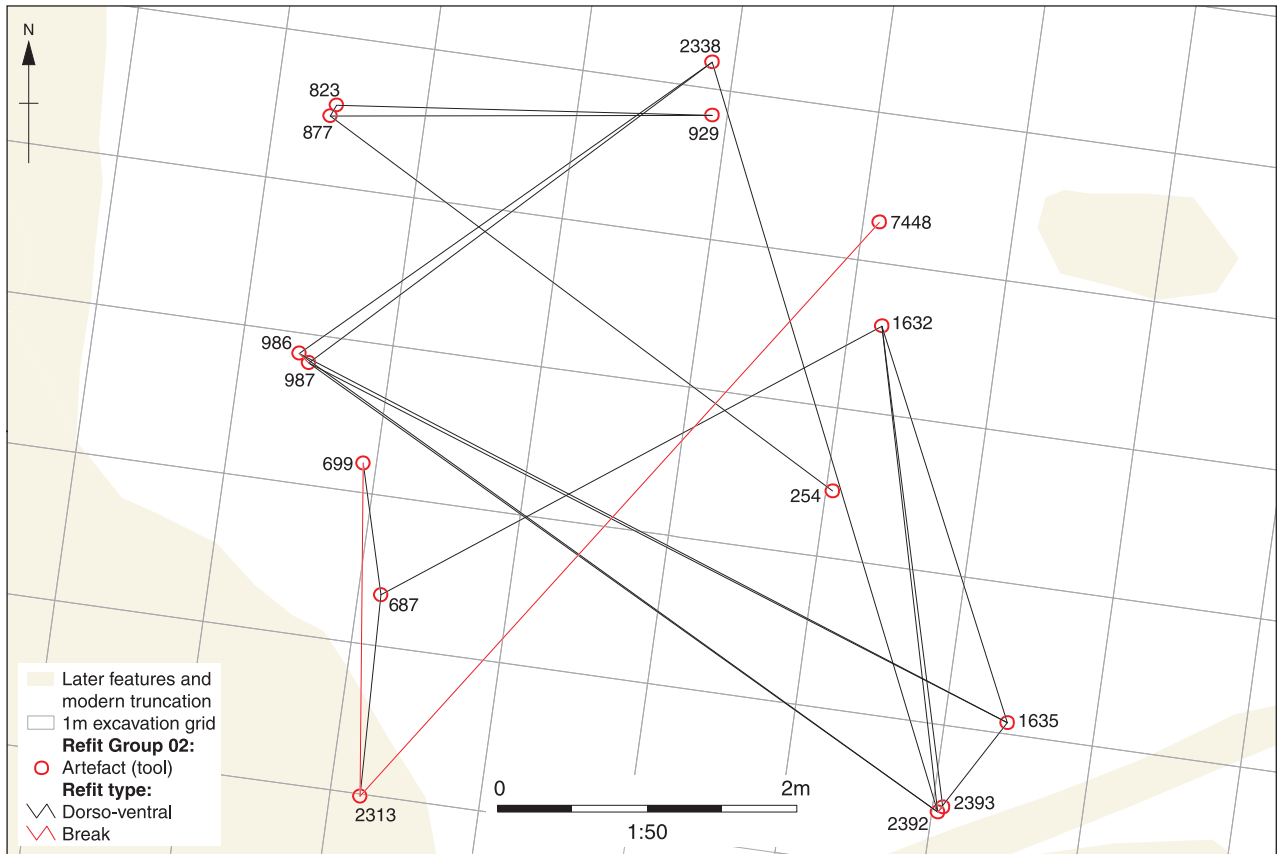 N
2338
823
877
929
7448
986
987
1632
699
254
687
1635
2313
2393
2392
Later features and
modern truncation
1m excavation grid
Refit Group 02:
Artefact (tool)
Refit type:
Dorso-ventral
Break
0 2m
1:50